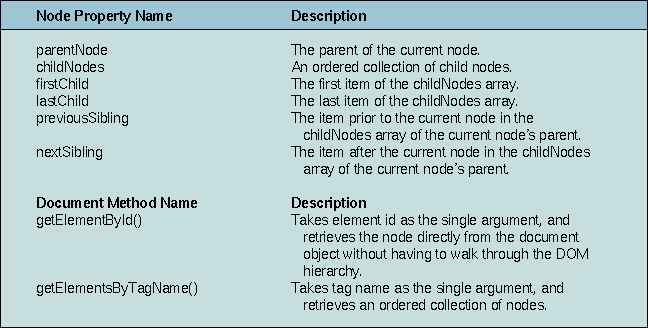 Node Property Name Description
parentNode The parent of the current node.
childNodes An ordered collection of child nodes.
firstChild The first item of the childNodes array.
lastChild The last item of the childNodes array.
previousSibling The item prior to the current node in the
childNodes array of the current node's parent.
nextSibling The item after the current node in the childNodes
array of the current node's parent.
Document Method Name Description
getElementById() Takes element id as the single argument, and
retrieves the node directly from the document
object without having to walk through the DOM
hierarchy.
getElementsByTagName() Takes tag name as the single argument, and
retrieves an ordered collection of nodes.